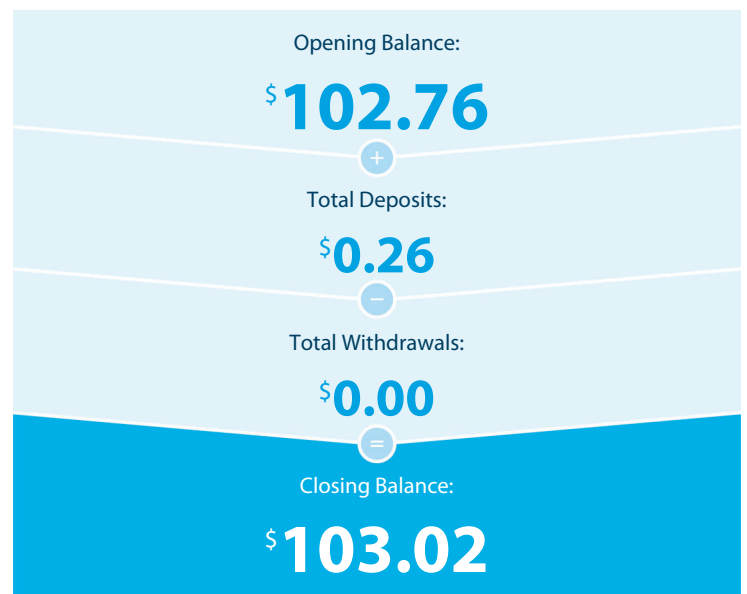 Opening Balance:
$102.76
+
Total Deposits:
$0.26
−
Total Withdrawals:
$0.00
=
Closing Balance:
$103.02